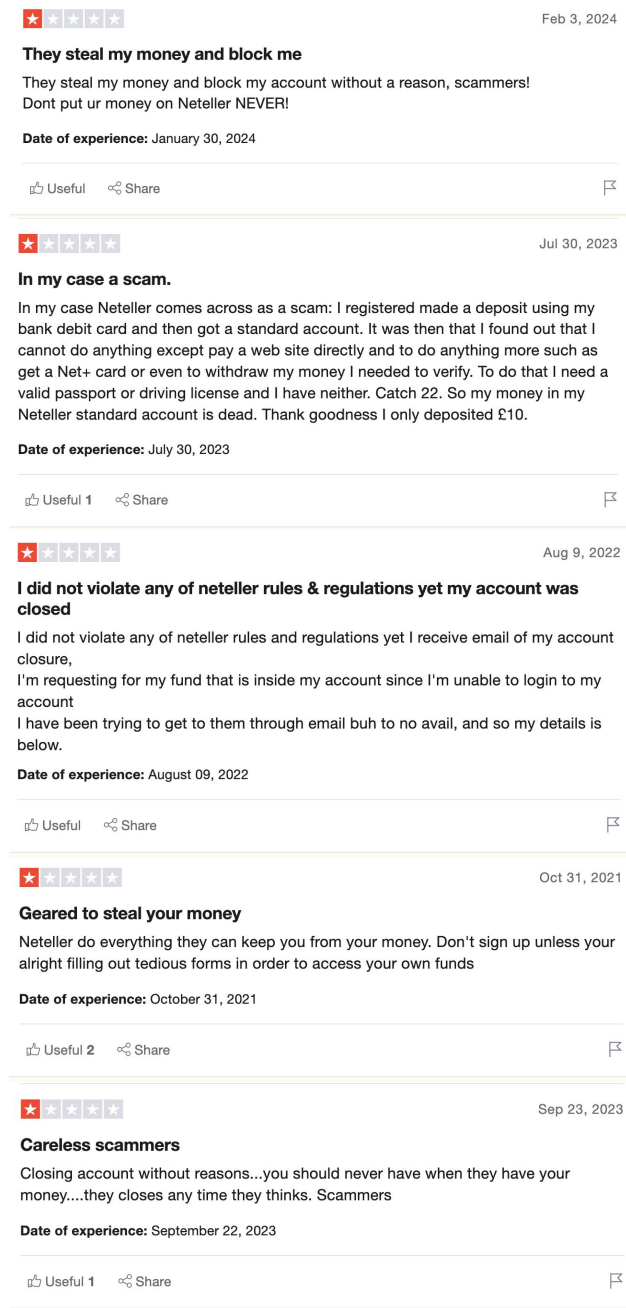 Feb 3, 2024
They steal my money and block me
They steal my money and block my account without a reason, scammers!
Dont put ur money on Neteller NEVER!
Date of experience: January 30, 2024
Useful Share
Jul 30, 2023
In my case a scam.
In my case Neteller comes across as a scam: I registered made a deposit using my
bank debit card and then got a standard account. It was then that I found out that I
cannot do anything except pay a web site directly and to do anything more such as
get a Net+ card or even to withdraw my money I needed to verify. To do that I need a
valid passport or driving license and I have neither. Catch 22. So my money in my
Neteller standard account is dead. Thank goodness I only deposited £10.
Date of experience: July 30, 2023
Useful 1 Share
Aug 9, 2022
I did not violate any of neteller rules & regulations yet my account was
closed
I did not violate any of neteller rules and regulations yet I receive email of my account
closure,
I'm requesting for my fund that is inside my account since I'm unable to login to my
account
I have been trying to get to them through email buh to no avail, and so my details is
below.
Date of experience: August 09, 2022
Useful Share
Oct 31, 2021
Geared to steal your money
Neteller do everything they can keep you from your money. Don't sign up unless your
alright filling out tedious forms in order to access your own funds
Date of experience: October 31, 2021
Useful 2 Share
Sep 23, 2023
Careless scammers
Closing account without reasons...you should never have when they have your
money....they closes any time they thinks. Scammers
Date of experience: September 22, 2023
Useful 1 Share